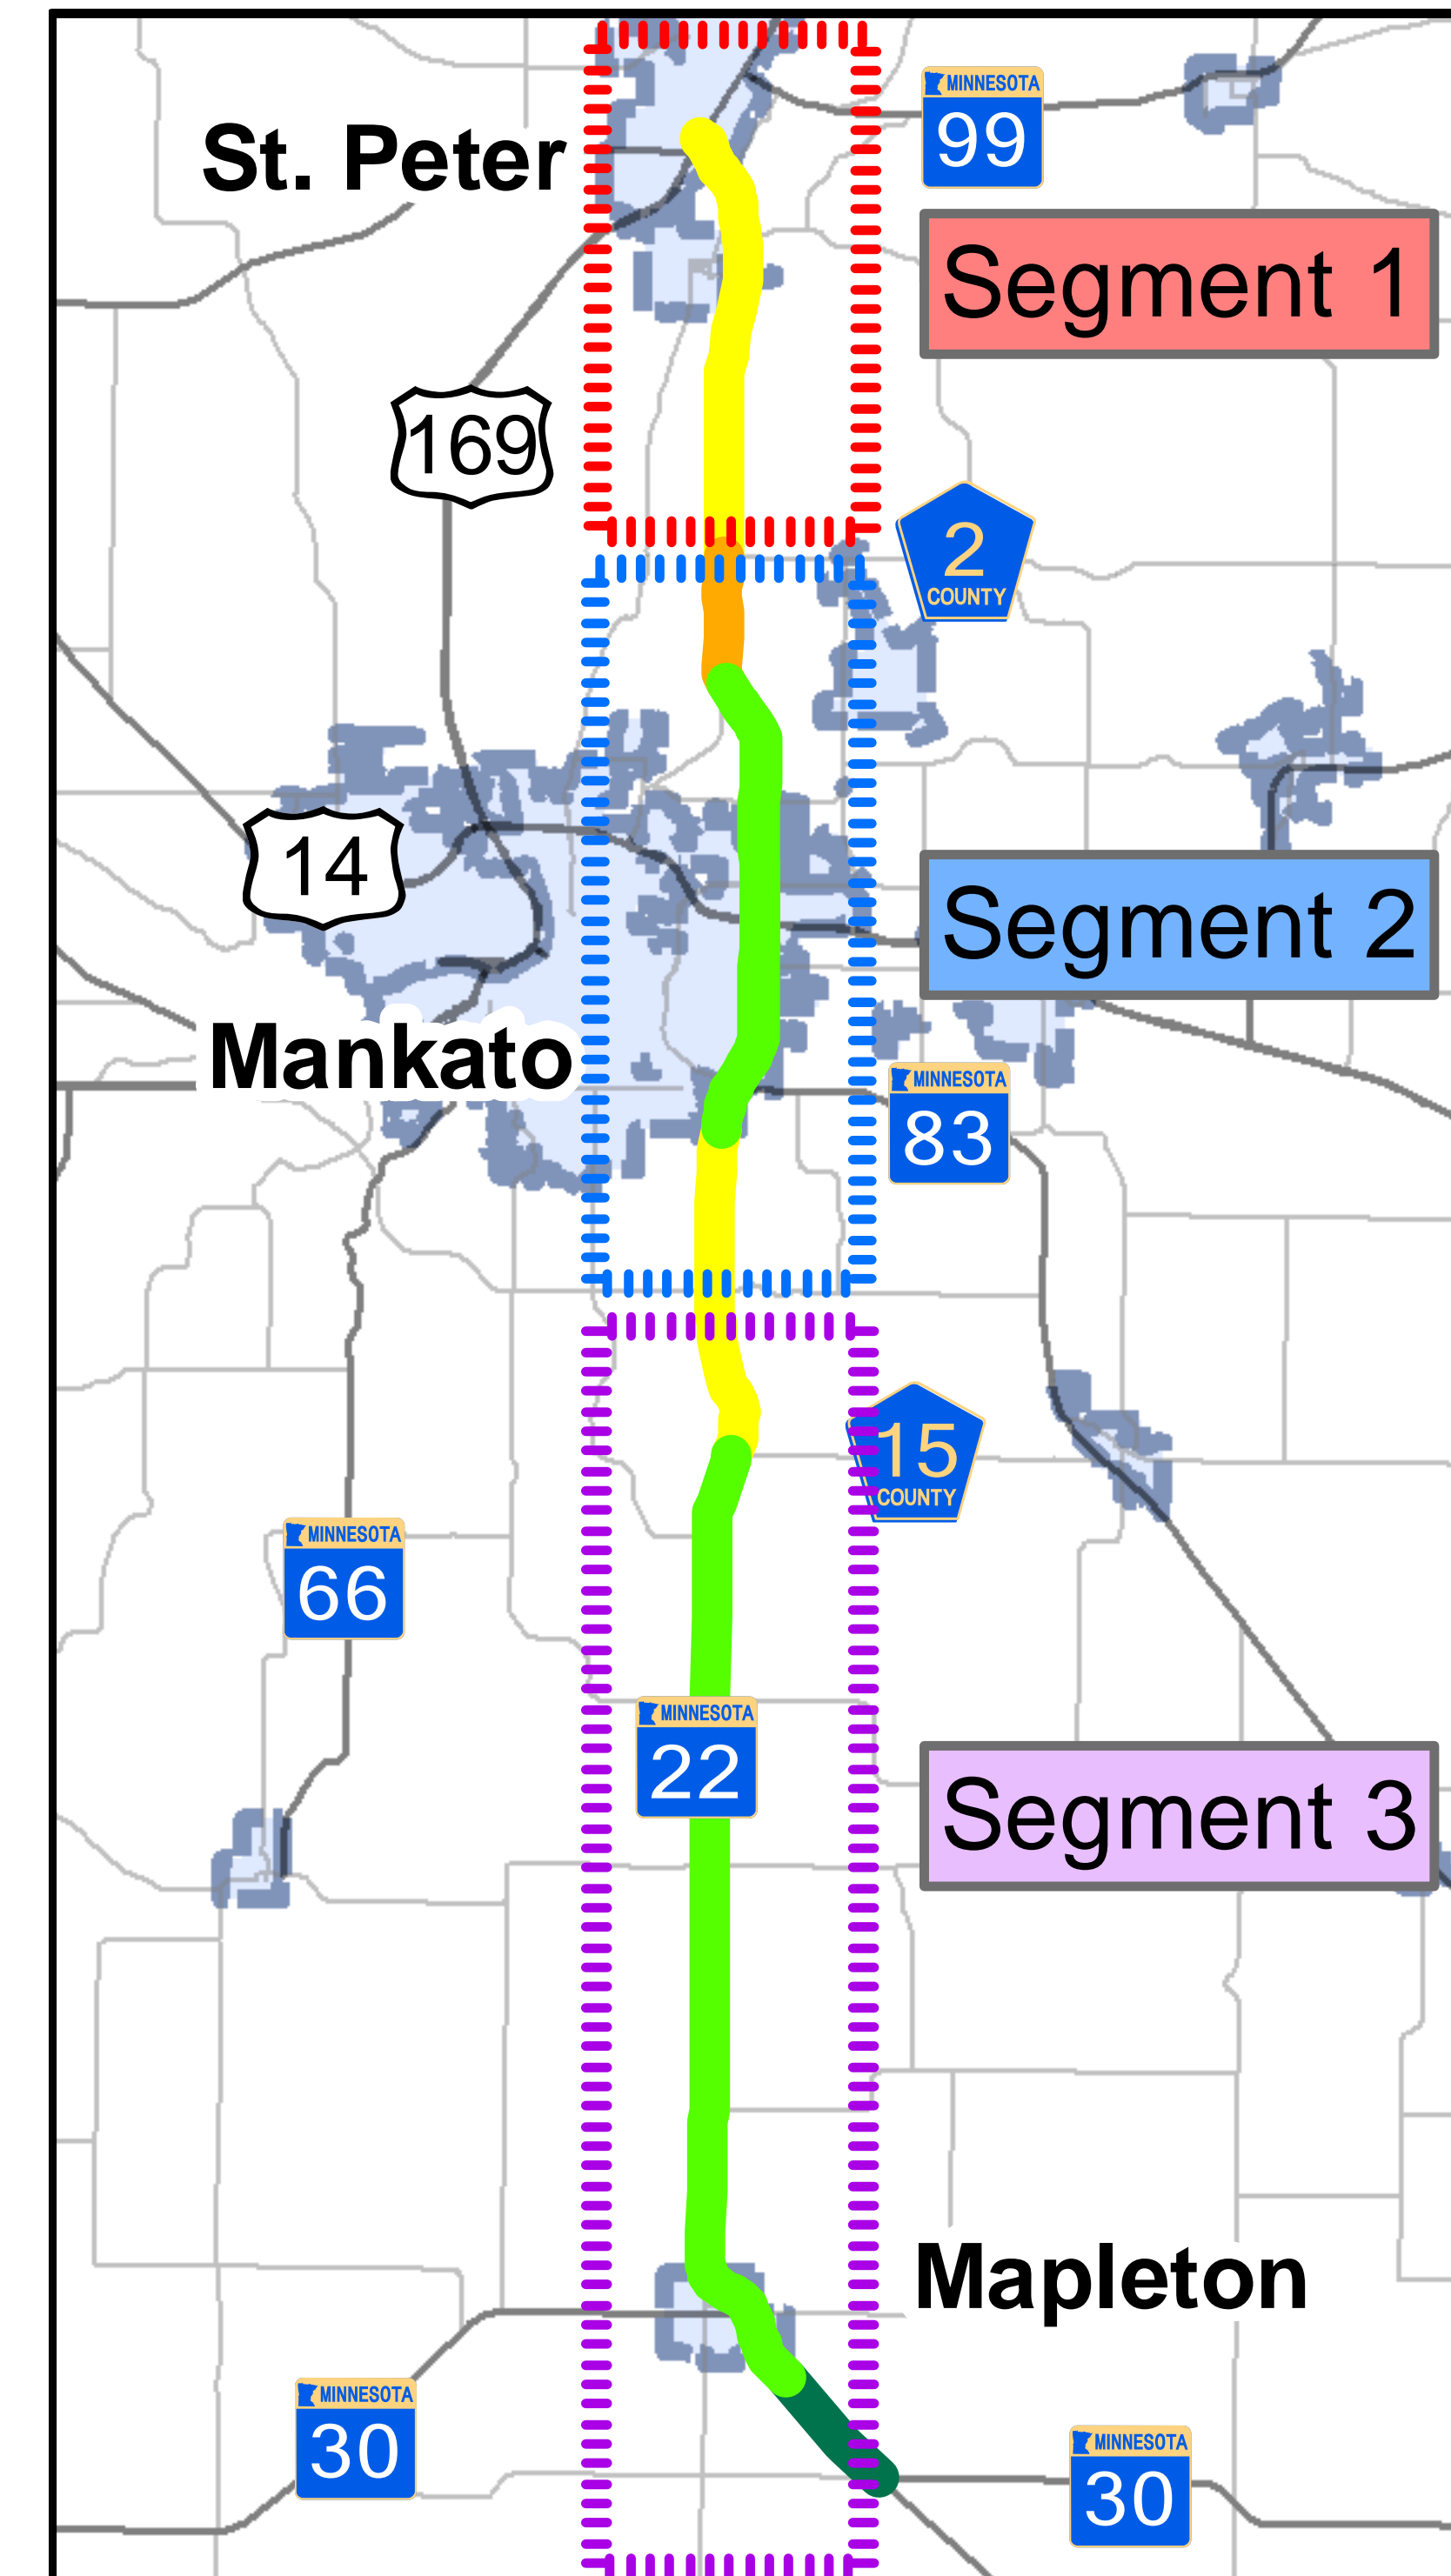 MINNESOTA
99
St. Peter
Segment 1
169
2
COUNTY
14
Segment 2
Mankato
MINNESOTA
83
15
COUNTY
MINNESOTA
66
MINNESOTA
22
Segment 3
Mapleton
MINNESOTA
30
MINNESOTA
30